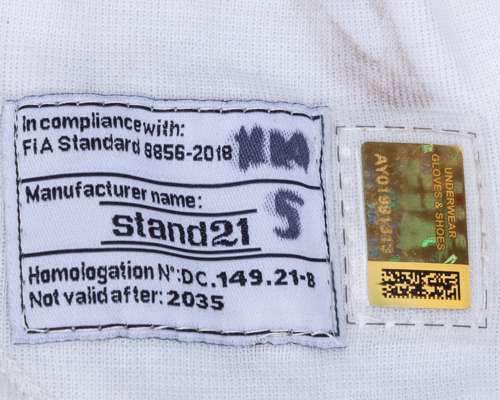 In compliance with:
FIA Standard 8856-2018
Manufacturer name:
Stand21
S
Homologation N°:DC.149.21-B
Not valid after: 2035
UNDERWEAR
GLOVES & SHOES